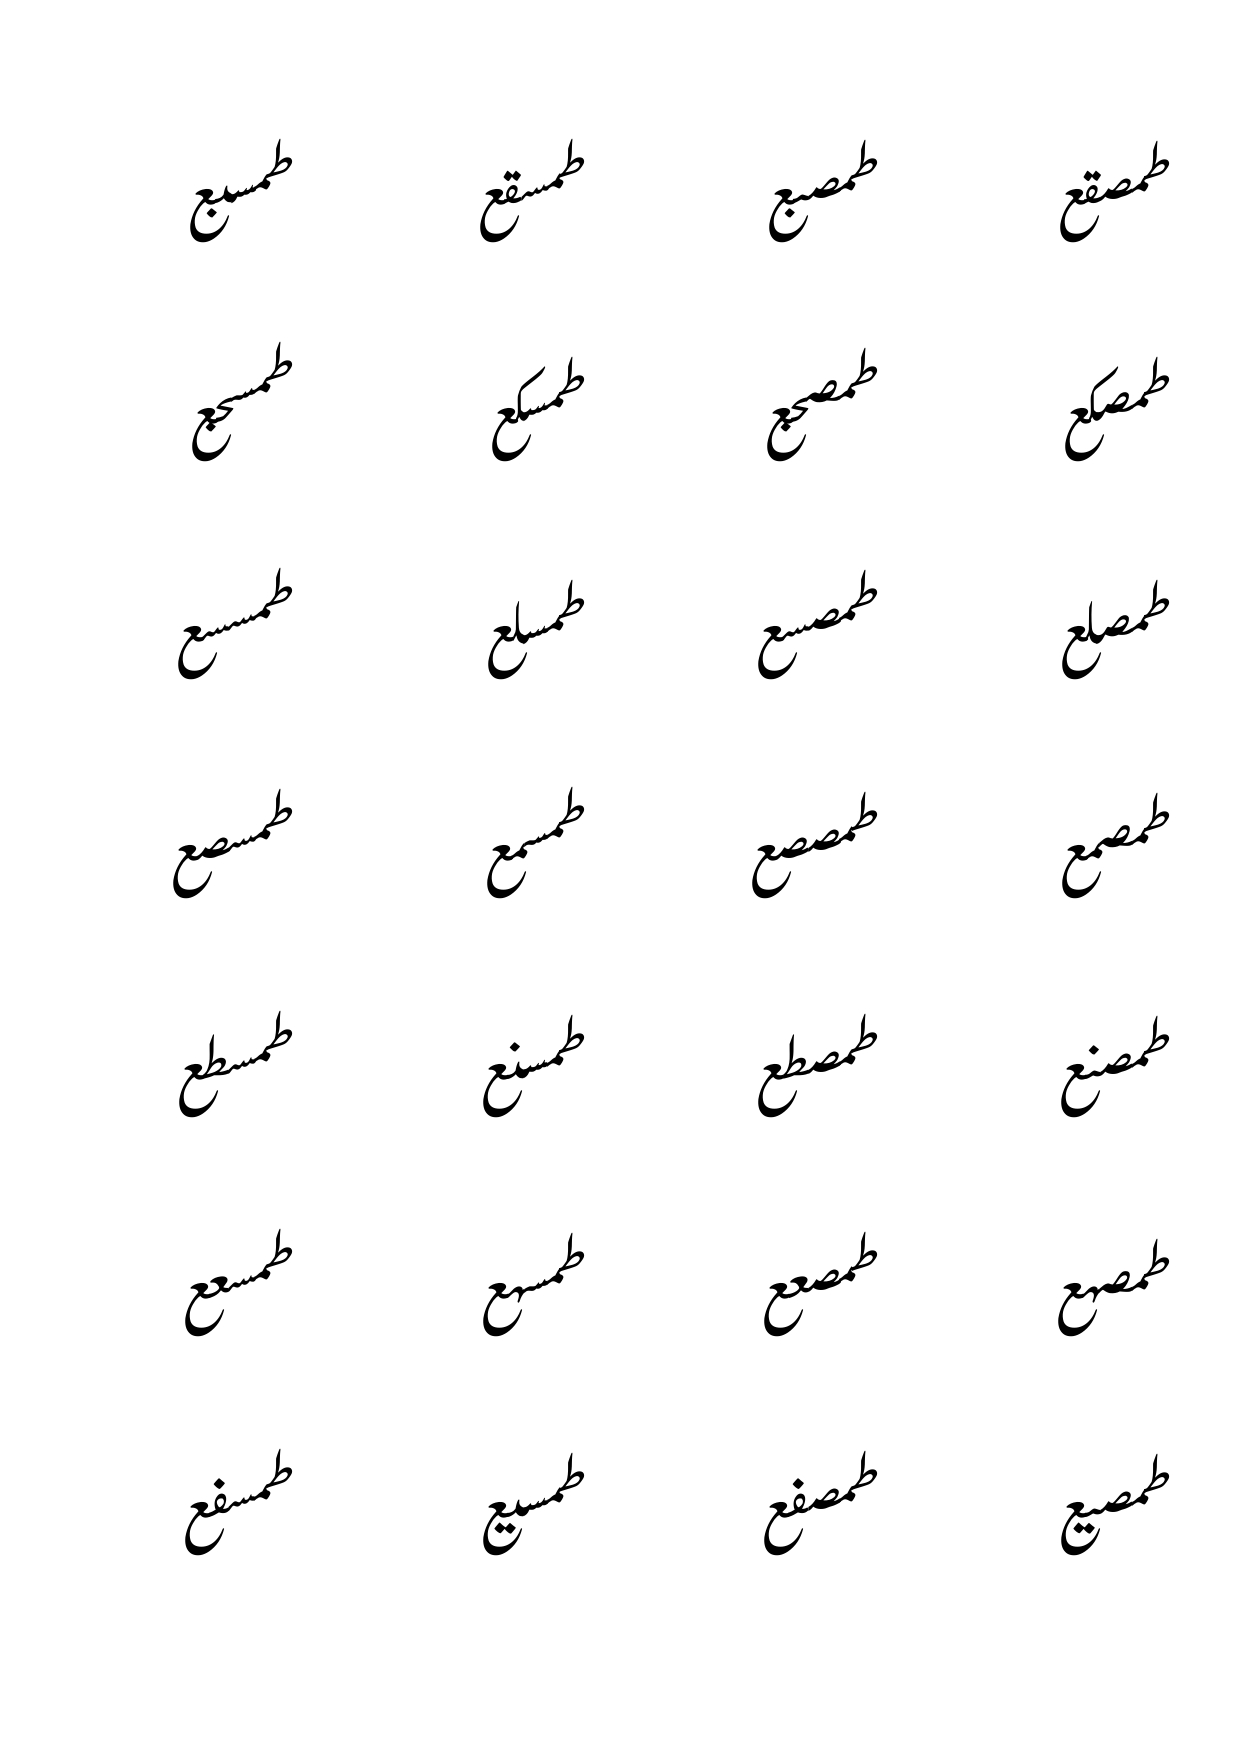 طمصقع طمصبع طمسقع طمسبع
طمصكع طمصجع طمسكع طمسجع
طمصلع طمصسع طمسلع طمسسع
طمصمع طمصصع طمسمع طمسصع
طمصنع طمصطع طمسنع طمسطع
طمصهع طمصعع طمسهع طمسعع
طمصيع طمصفع طمسيع طمسفع